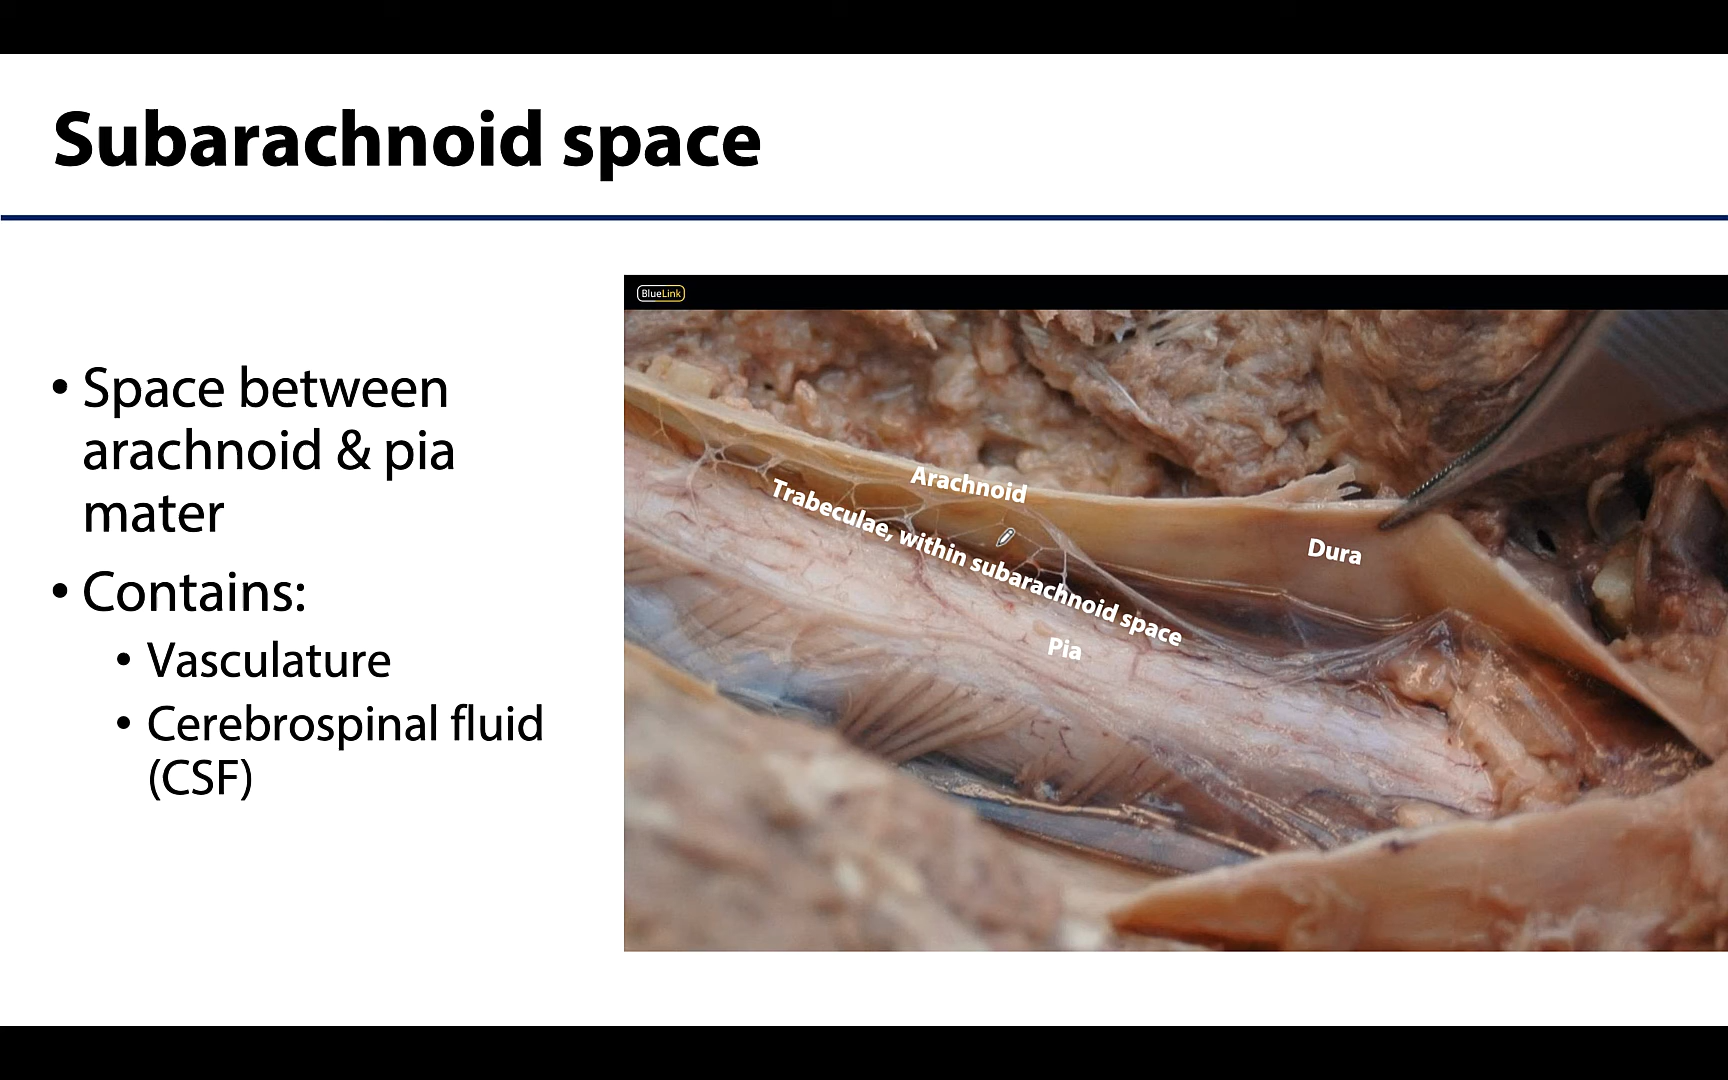 Subarachnoid space
• Space between
arachnoid & pia
mater
• Contains:
• Vasculature
• Cerebrospinal fluid
(CSF)
BlueLink
Arachnoid
Trabeculae, within subarachnoid space
Dura
Pia